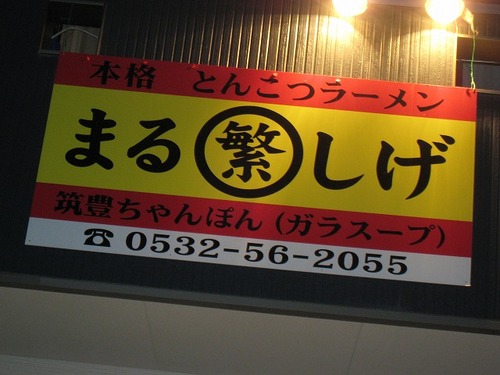 本格 とんこつラーメン
まる繁しげ
筑豊ちゃんぽん(ガラスープ)
☎ 0532-56-2055